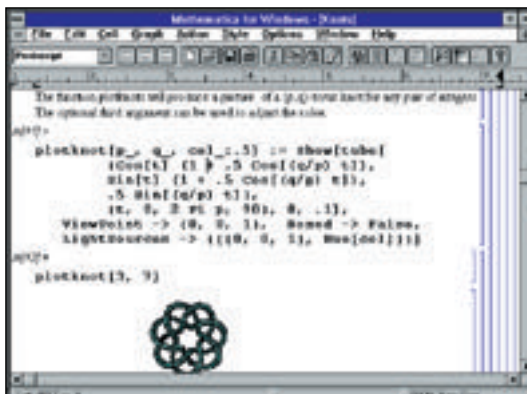 Mathematica for Windows - [Knots]
File Edit Cell Graph Action Style Options Window Help
The function plotknot will produce a picture of a (p,q) torus knot for any pair of integers
The optional third argument can be used to adjust the color.
plotknot[p_, q_, col_:.5] := Show[tube[
{Cos[t] (1 + .5 Cos[(q/p) t]),
Sin[t] (1 + .5 Cos[(q/p) t]),
.5 Sin[(q/p) t]},
{t, 0, 2 Pi p, 90}, 8, .1],
ViewPoint -> {0, 0, 1}, Boxed -> False,
LightSources -> {{{0, 0, 1}, Hue[col]}}]
plotknot[3, 7]